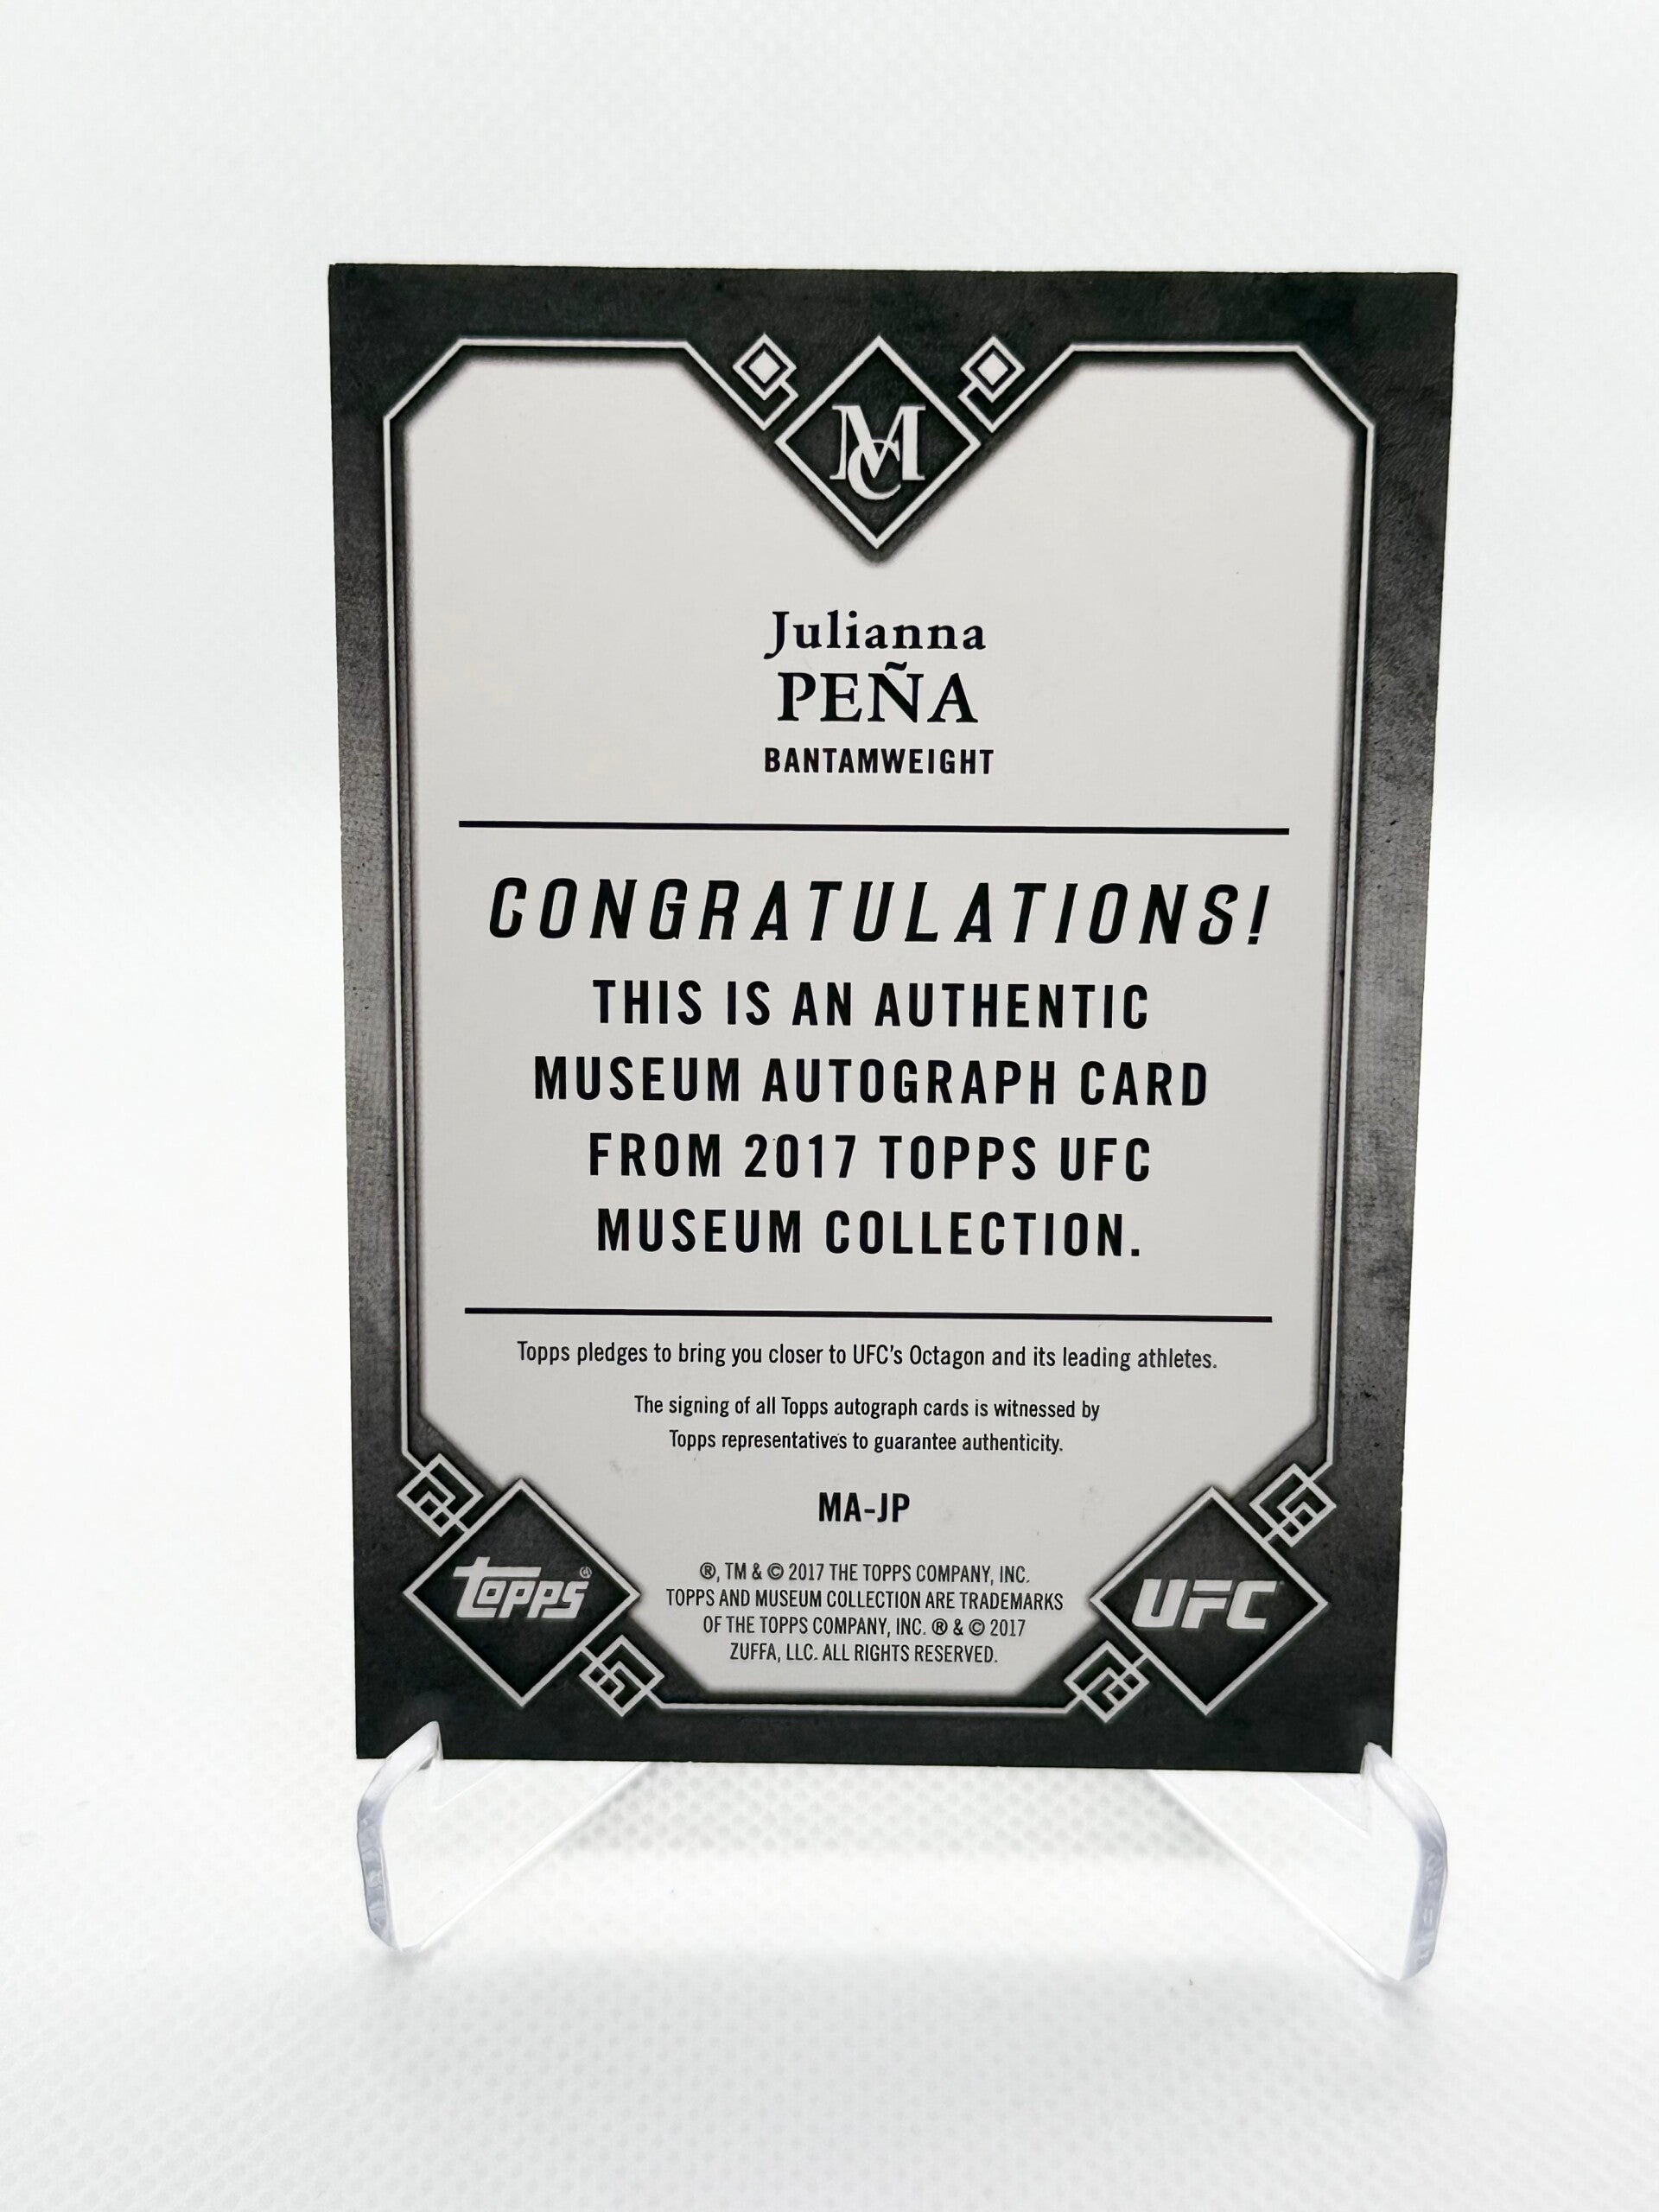 MC
Julianna
PEÑA
BANTAMWEIGHT
CONGRATULATIONS!
THIS IS AN AUTHENTIC
MUSEUM AUTOGRAPH CARD
FROM 2017 TOPPS UFC
MUSEUM COLLECTION.
Topps pledges to bring you closer to UFC's Octagon and its leading athletes.
The signing of all Topps autograph cards is witnessed by
Topps representatives to guarantee authenticity.
MA-JP
®, TM & © 2017 THE TOPPS COMPANY, INC.
TOPPS AND MUSEUM COLLECTION ARE TRADEMARKS
OF THE TOPPS COMPANY, INC. ® & © 2017
ZUFFA, LLC. ALL RIGHTS RESERVED.
topps®
UFC